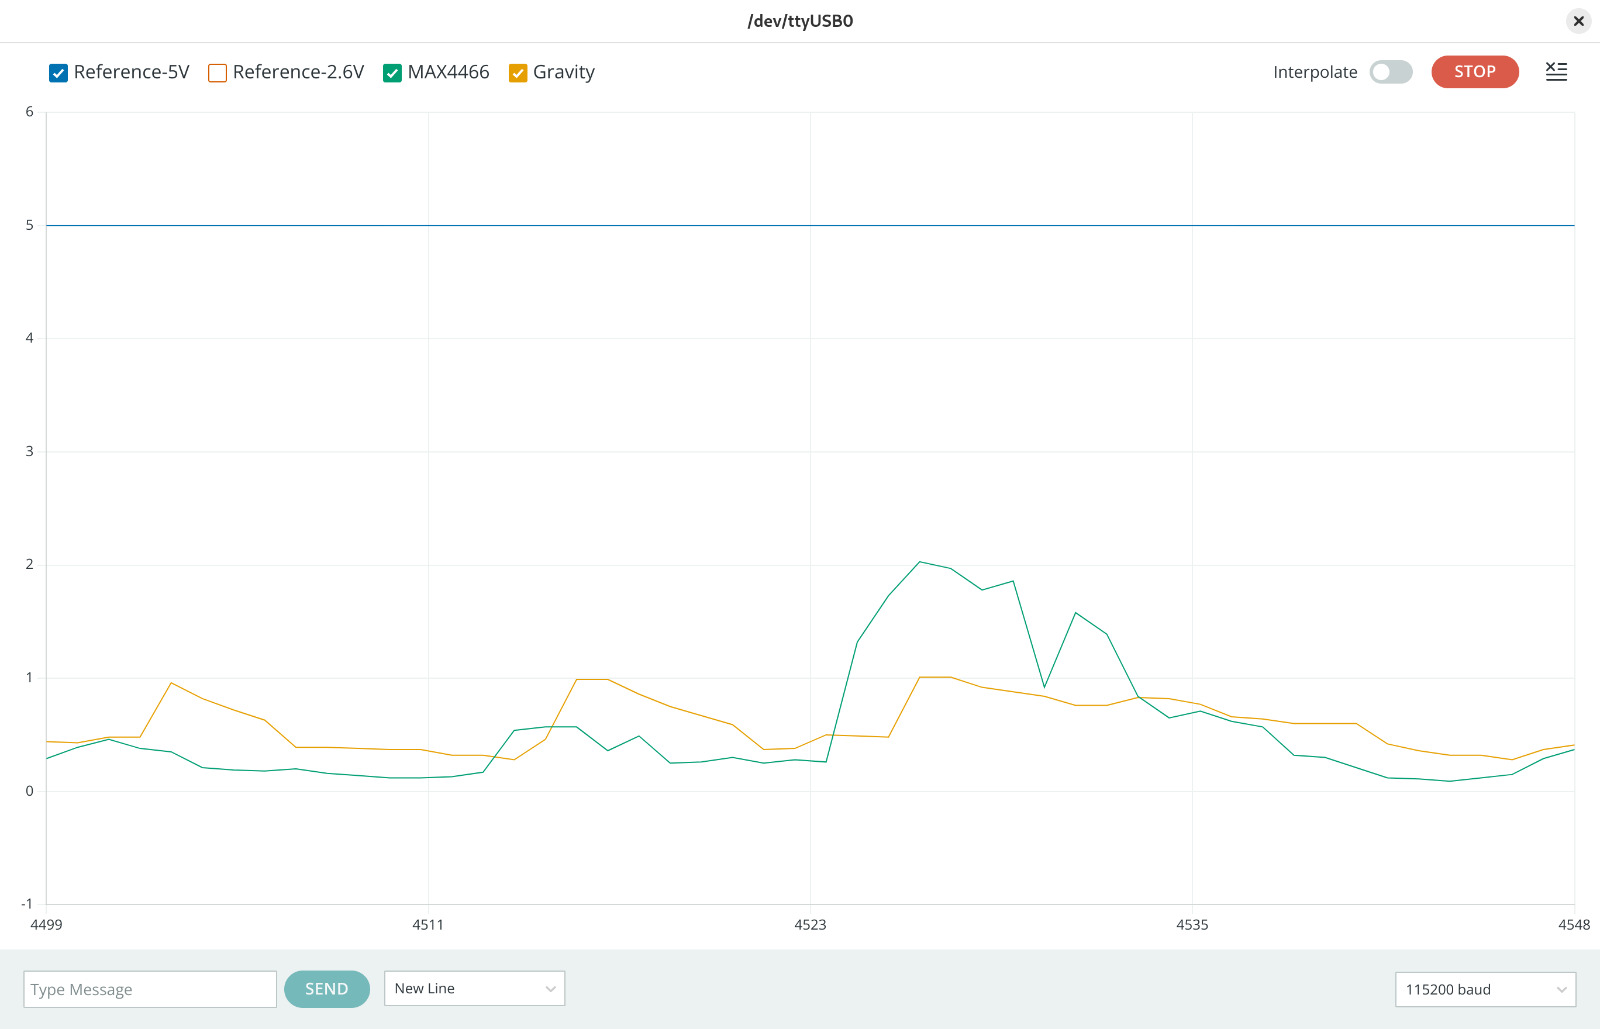 /dev/ttyUSB0
Reference-5V Reference-2.6V MAX4466 Gravity Interpolate STOP
6
5
4
3
2
1
0
-1
4499 4511 4523 4535 4548
Type Message SEND New Line 115200 baud